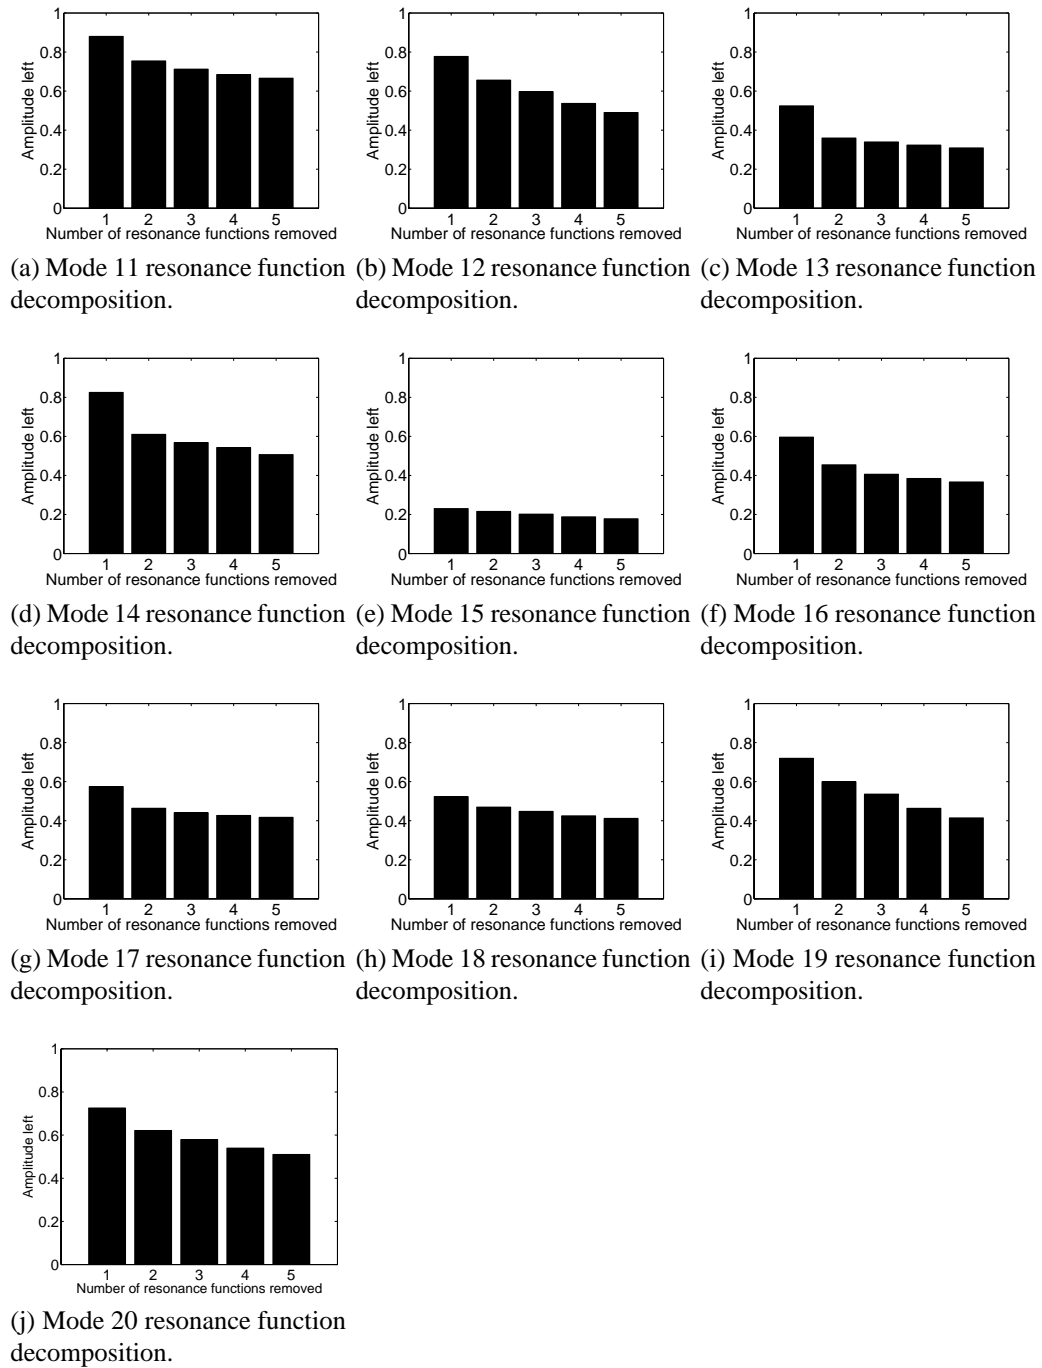 1
0.8
0.6
0.4
0.2
0
Amplitude left
1 2 3 4 5
Number of resonance functions removed
(a) Mode 11 resonance function
decomposition.
1
0.8
0.6
0.4
0.2
0
Amplitude left
1 2 3 4 5
Number of resonance functions removed
(b) Mode 12 resonance function
decomposition.
1
0.8
0.6
0.4
0.2
0
Amplitude left
1 2 3 4 5
Number of resonance functions removed
(c) Mode 13 resonance function
decomposition.
1
0.8
0.6
0.4
0.2
0
Amplitude left
1 2 3 4 5
Number of resonance functions removed
(d) Mode 14 resonance function
decomposition.
1
0.8
0.6
0.4
0.2
0
Amplitude left
1 2 3 4 5
Number of resonance functions removed
(e) Mode 15 resonance function
decomposition.
1
0.8
0.6
0.4
0.2
0
Amplitude left
1 2 3 4 5
Number of resonance functions removed
(f) Mode 16 resonance function
decomposition.
1
0.8
0.6
0.4
0.2
0
Amplitude left
1 2 3 4 5
Number of resonance functions removed
(g) Mode 17 resonance function
decomposition.
1
0.8
0.6
0.4
0.2
0
Amplitude left
1 2 3 4 5
Number of resonance functions removed
(h) Mode 18 resonance function
decomposition.
1
0.8
0.6
0.4
0.2
0
Amplitude left
1 2 3 4 5
Number of resonance functions removed
(i) Mode 19 resonance function
decomposition.
1
0.8
0.6
0.4
0.2
0
Amplitude left
1 2 3 4 5
Number of resonance functions removed
(j) Mode 20 resonance function
decomposition.